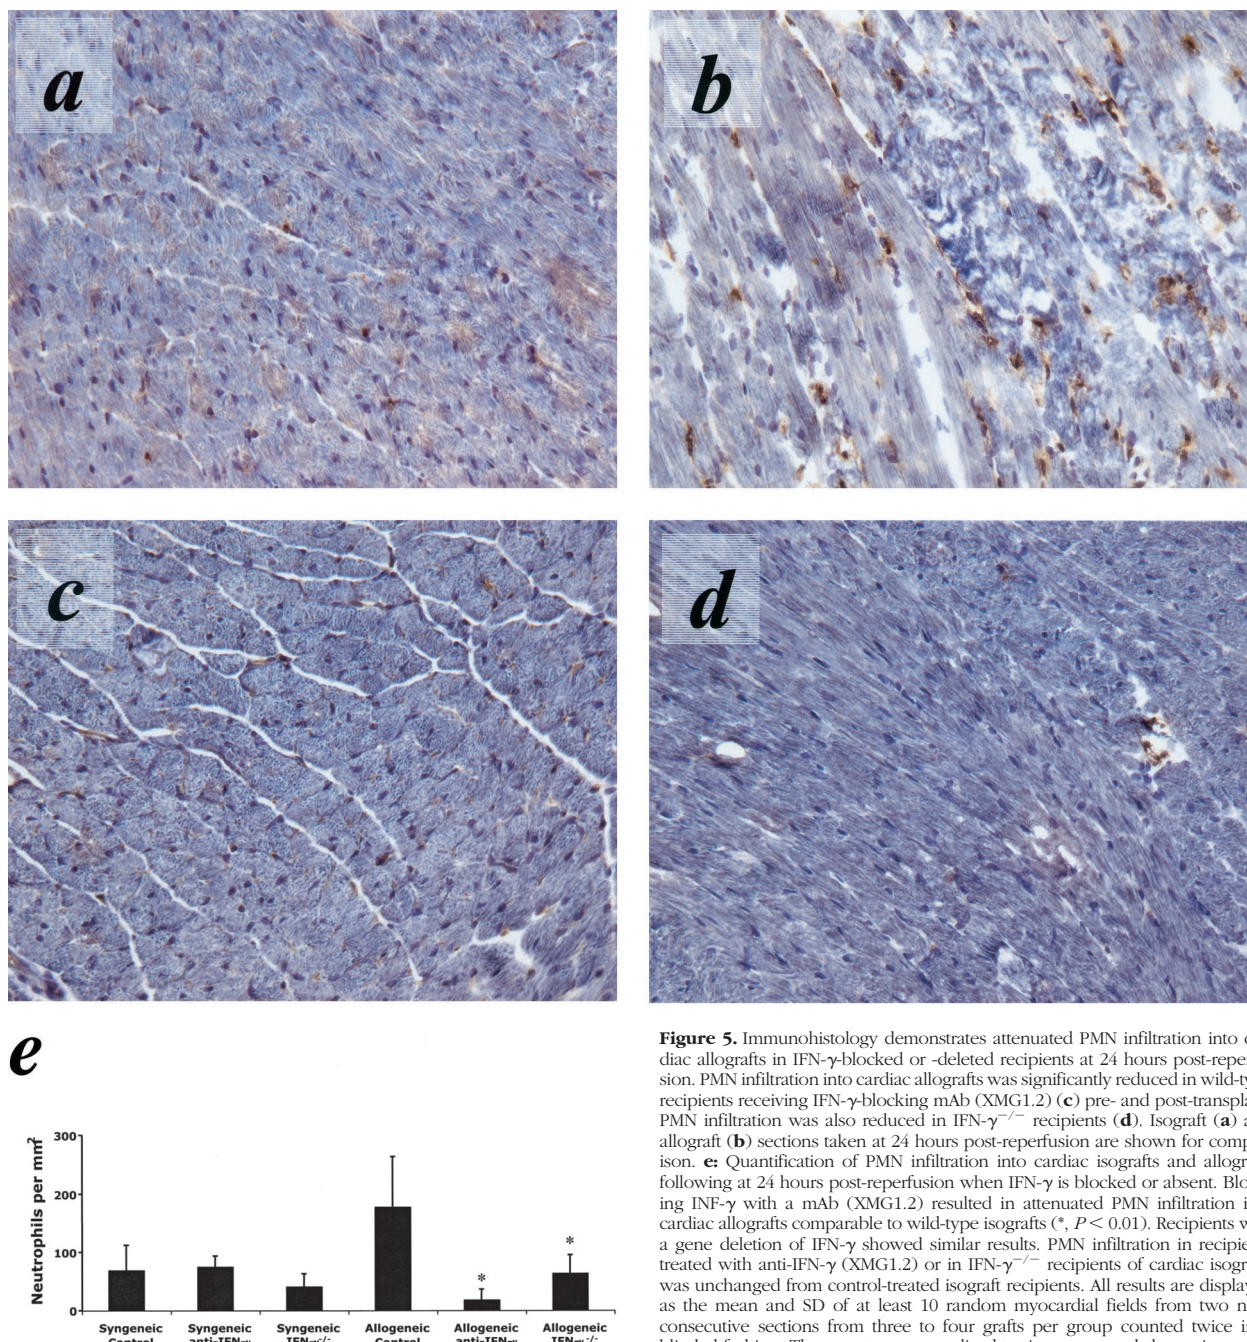 a
b
c
d
e
Neutrophils per mm²
300
200
100
0
Syngeneic Syngeneic Syngeneic Allogeneic Allogeneic Allogeneic
anti-IFN-γ Control
* *
Figure 5. Immunohistology demonstrates attenuated PMN infiltration into
diac allografts in IFN-γ-blocked or -deleted recipients at 24 hours post-reper
sion. PMN infiltration into cardiac allografts was significantly reduced in wild-ty
recipients receiving IFN-γ-blocking mAb (XMG1.2) (c) pre- and post-transpla
PMN infiltration was also reduced in IFN-γ−/− recipients (d). Isograft (a) a
allograft (b) sections taken at 24 hours post-reperfusion are shown for comp
ison. e: Quantification of PMN infiltration into cardiac isografts and allogr
following at 24 hours post-reperfusion when IFN-γ is blocked or absent. Blo
ing INF-γ with a mAb (XMG1.2) resulted in attenuated PMN infiltration i
cardiac allografts comparable to wild-type isografts (*, P < 0.01). Recipients w
a gene deletion of IFN-γ showed similar results. PMN infiltration in recipie
treated with anti-IFN-γ (XMG1.2) or in IFN-γ−/− recipients of cardiac isogr
was unchanged from control-treated isograft recipients. All results are display
as the mean and SD of at least 10 random myocardial fields from two n
consecutive sections from three to four grafts per group counted twice i